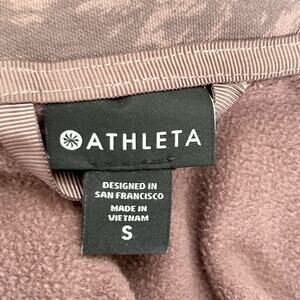 ATHLETA
DESIGNED IN
SAN FRANCISCO
MADE IN
VIETNAM
S